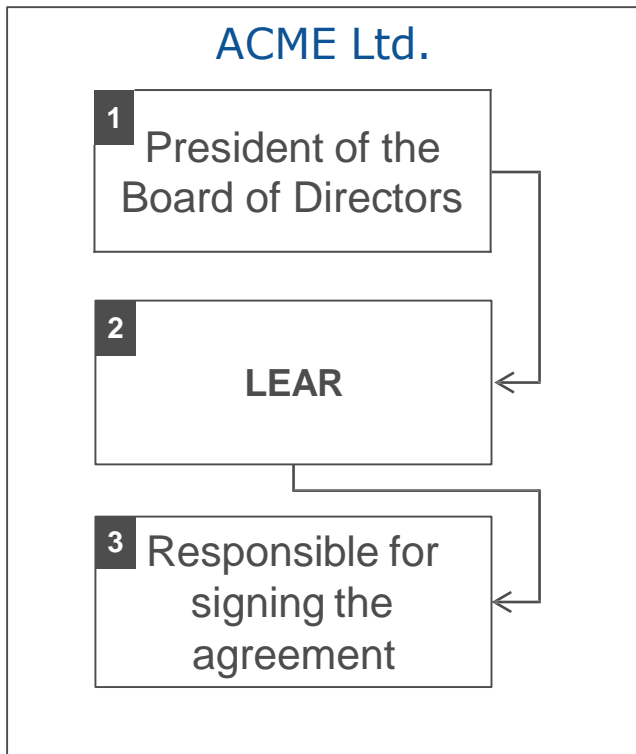 ACME Ltd.
1
President of the
Board of Directors
2
LEAR
3
Responsible for
signing the
agreement